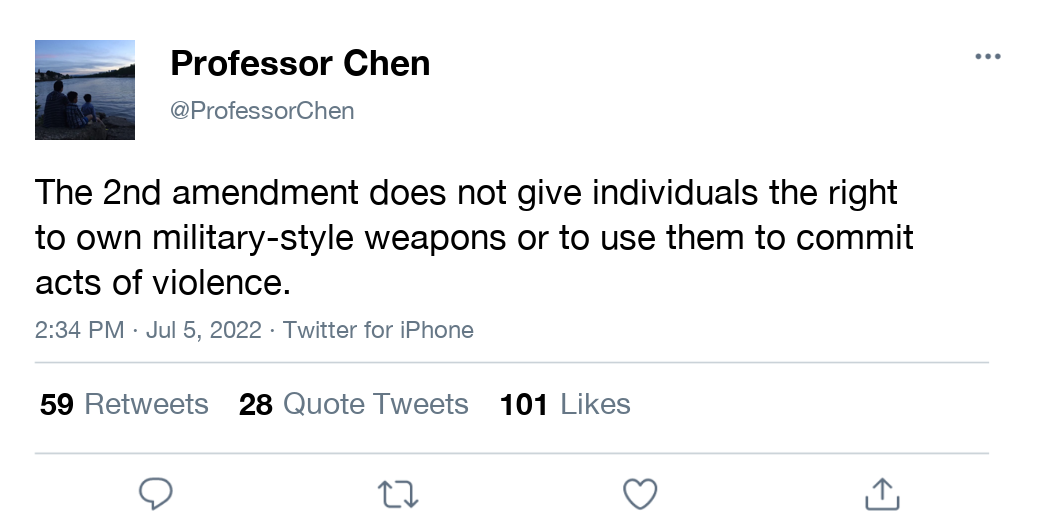 Professor Chen
@ProfessorChen
The 2nd amendment does not give individuals the right
to own military-style weapons or to use them to commit
acts of violence.
2:34 PM · Jul 5, 2022 · Twitter for iPhone
59 Retweets 28 Quote Tweets 101 Likes